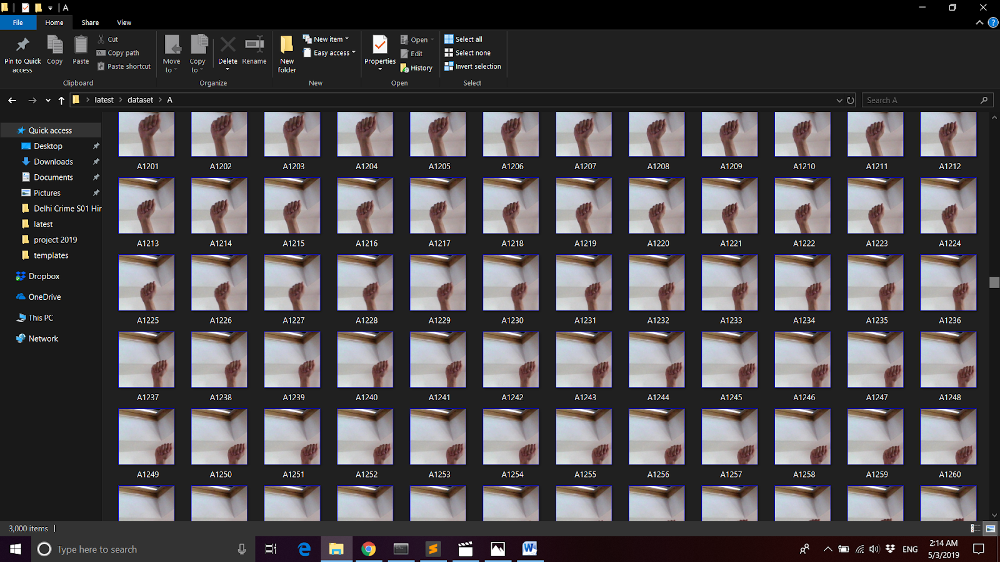 A
File Home Share View
Pin to Quick access
Copy
Paste
Cut
Copy path
Paste shortcut
Clipboard
Move to
Copy to
Delete
Rename
Organize
New folder
New item
Easy access
New
Properties
Open
Edit
History
Open
Select all
Select none
Invert selection
Select
latest > dataset > A
Search A
Quick access
Desktop
Downloads
Documents
Pictures
Delhi Crime S01 Hir
latest
project 2019
templates
Dropbox
OneDrive
This PC
Network
A1201 A1202 A1203 A1204 A1205 A1206 A1207 A1208 A1209 A1210 A1211 A1212
A1213 A1214 A1215 A1216 A1217 A1218 A1219 A1220 A1221 A1222 A1223 A1224
A1225 A1226 A1227 A1228 A1229 A1230 A1231 A1232 A1233 A1234 A1235 A1236
A1237 A1238 A1239 A1240 A1241 A1242 A1243 A1244 A1245 A1246 A1247 A1248
A1249 A1250 A1251 A1252 A1253 A1254 A1255 A1256 A1257 A1258 A1259 A1260
3,000 items
Type here to search
ENG
2:14 AM
5/3/2019